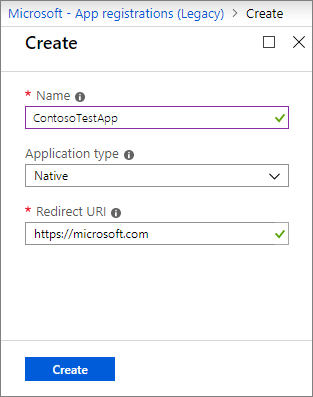 Microsoft - App registrations (Legacy) > Create
Create
* Name
ContosoTestApp
Application type
Native
* Redirect URI
https://microsoft.com
Create